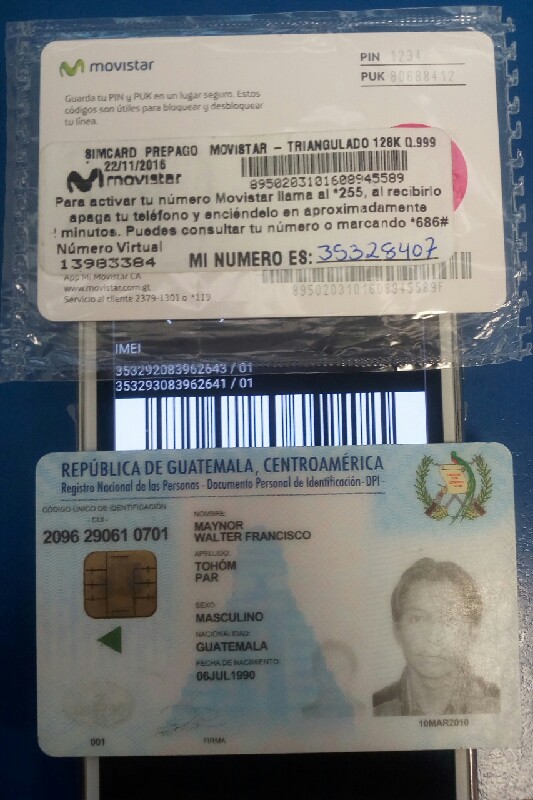 movistar
PIN 1234
PUK 80688412
Guarda tu PIN y PUK en un lugar seguro. Estos
códigos son útiles para bloquear y desbloquear
tu línea.
SIMCARD PREPAGO MOVISTAR - TRIANGULADO 128K Q.999
22/11/2016
movistar
8950203101608945589
Para activar tu número Movistar llama al *255, al recibirlo
apaga tu teléfono y enciéndelo en aproximadamente
minutos. Puedes consultar tu número o marcando *686#
Número Virtual
13983384 MI NUMERO ES: 35328407
App Mi Movistar CA
www.movistar.com.gt
Servicio al cliente 2379-1301 o *119
8950203101608945589F
IMEI
353292083962643 / 01
353293083962641 / 01
REPÚBLICA DE GUATEMALA, CENTROAMÉRICA
Registro Nacional de las Personas - Documento Personal de Identificación - DPI -
CÓDIGO ÚNICO DE IDENTIFICACIÓN
- CUI -
2096 29061 0701
NOMBRE:
MAYNOR
WALTER FRANCISCO
APELLIDO:
TOHÓM
PAR
SEXO:
MASCULINO
NACIONALIDAD:
GUATEMALA
FECHA DE NACIMIENTO:
06JUL1990
10MAR2010
001
FIRMA